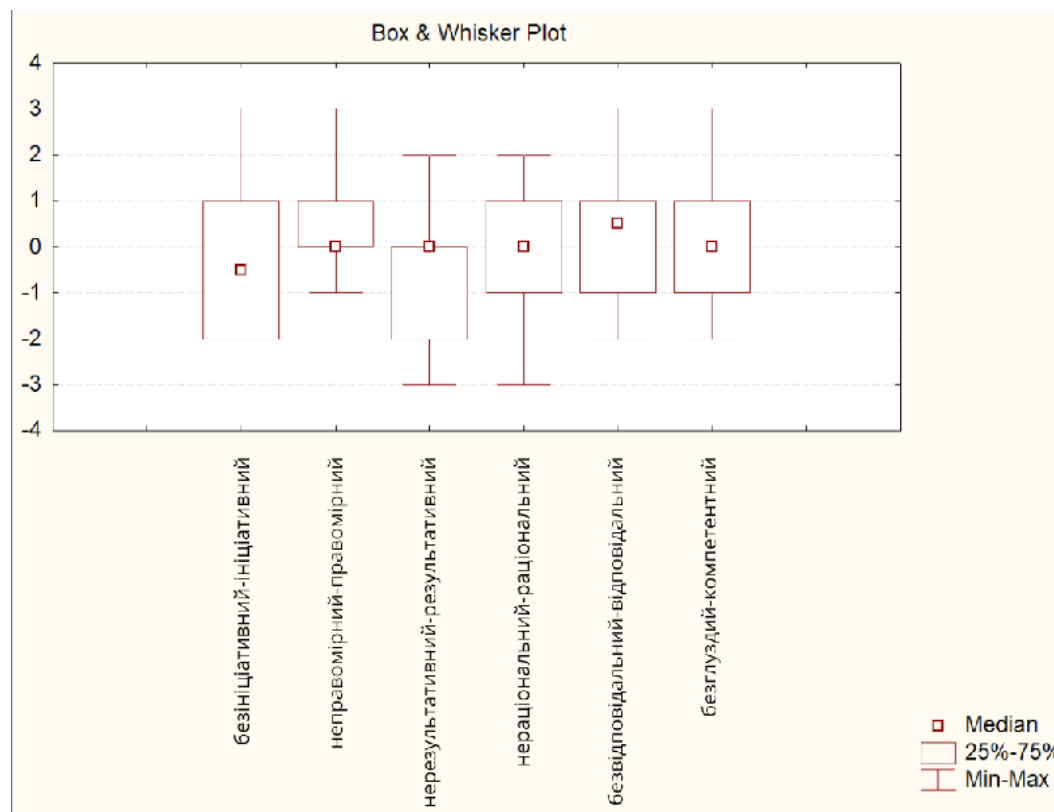 Box & Whisker Plot
4
3
2
1
0
-1
-2
-3
-4
безініціативний-ініціативний
неправомірний-правомірний
нерезультативний-результативний
нераціональний-раціональний
безвідповідальний-відповідальний
безглуздий-компетентний
Median
25%-75%
Min-Max